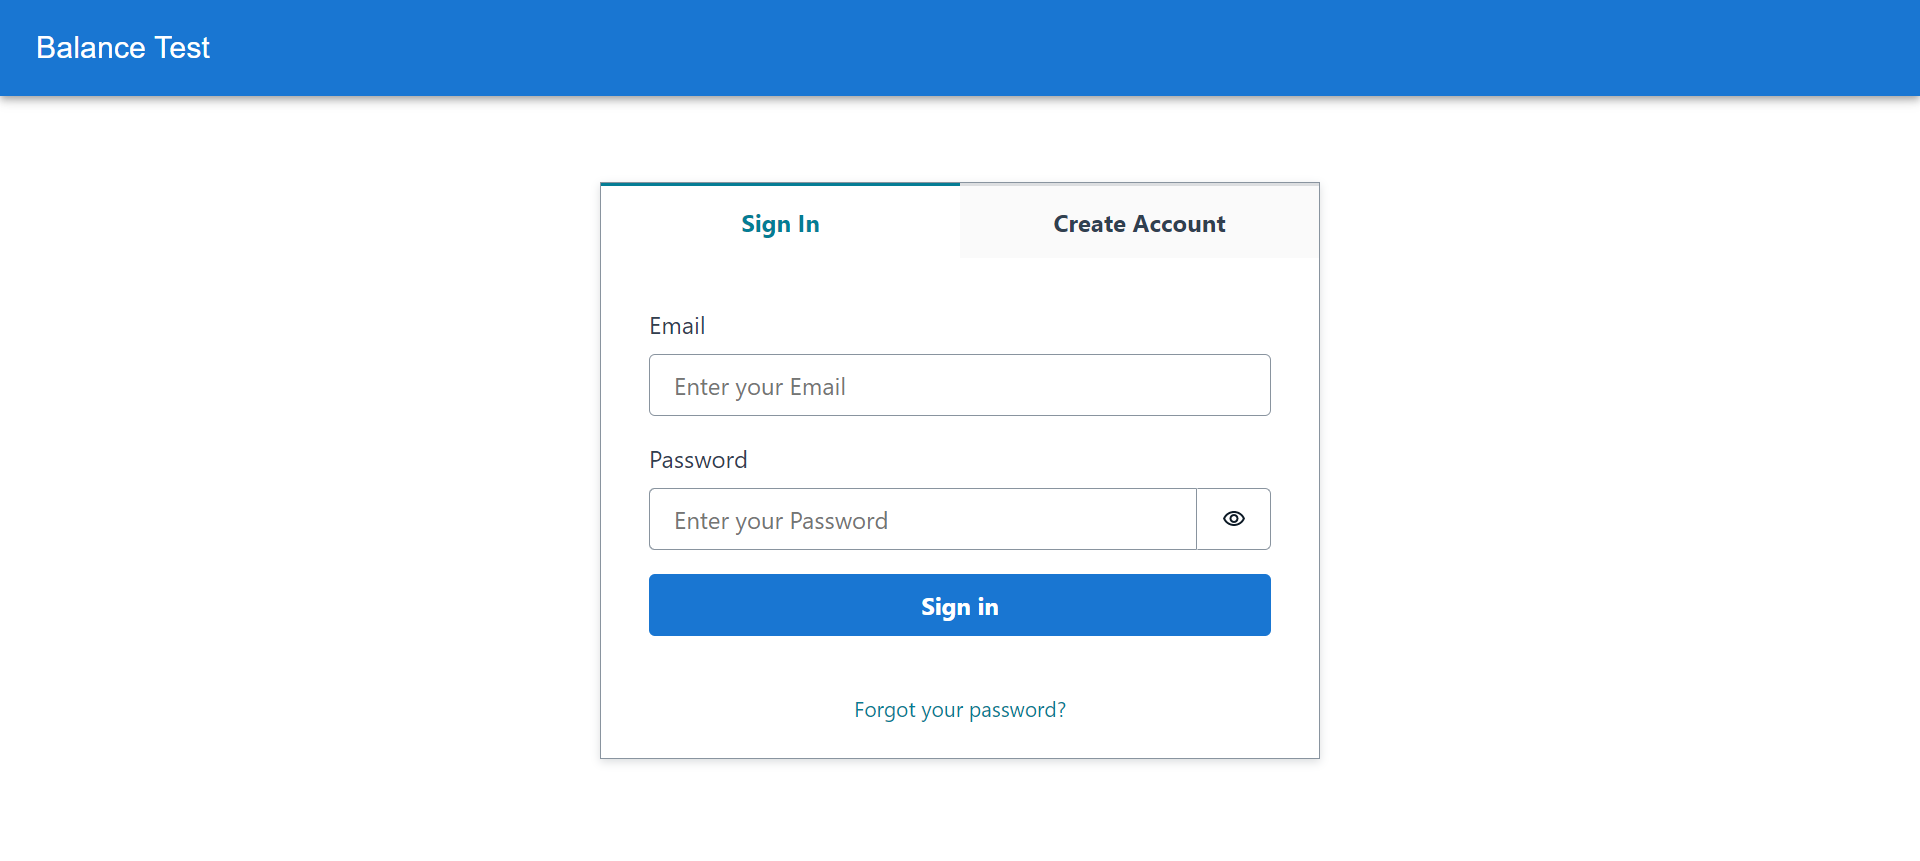 Balance Test
Sign In
Create Account
Email
Enter your Email
Password
Enter your Password
Sign in
Forgot your password?